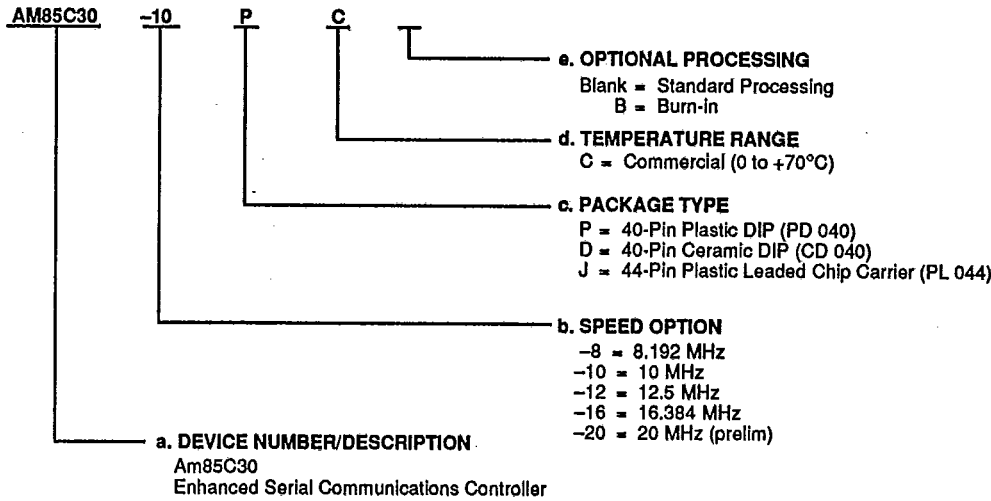 AM85C30 –10 P C
e. OPTIONAL PROCESSING
Blank = Standard Processing
B = Burn-in
d. TEMPERATURE RANGE
C = Commercial (0 to +70°C)
c. PACKAGE TYPE
P = 40-Pin Plastic DIP (PD 040)
D = 40-Pin Ceramic DIP (CD 040)
J = 44-Pin Plastic Leaded Chip Carrier (PL 044)
b. SPEED OPTION
–8 = 8.192 MHz
–10 = 10 MHz
–12 = 12.5 MHz
–16 = 16.384 MHz
–20 = 20 MHz (prelim)
a. DEVICE NUMBER/DESCRIPTION
Am85C30
Enhanced Serial Communications Controller